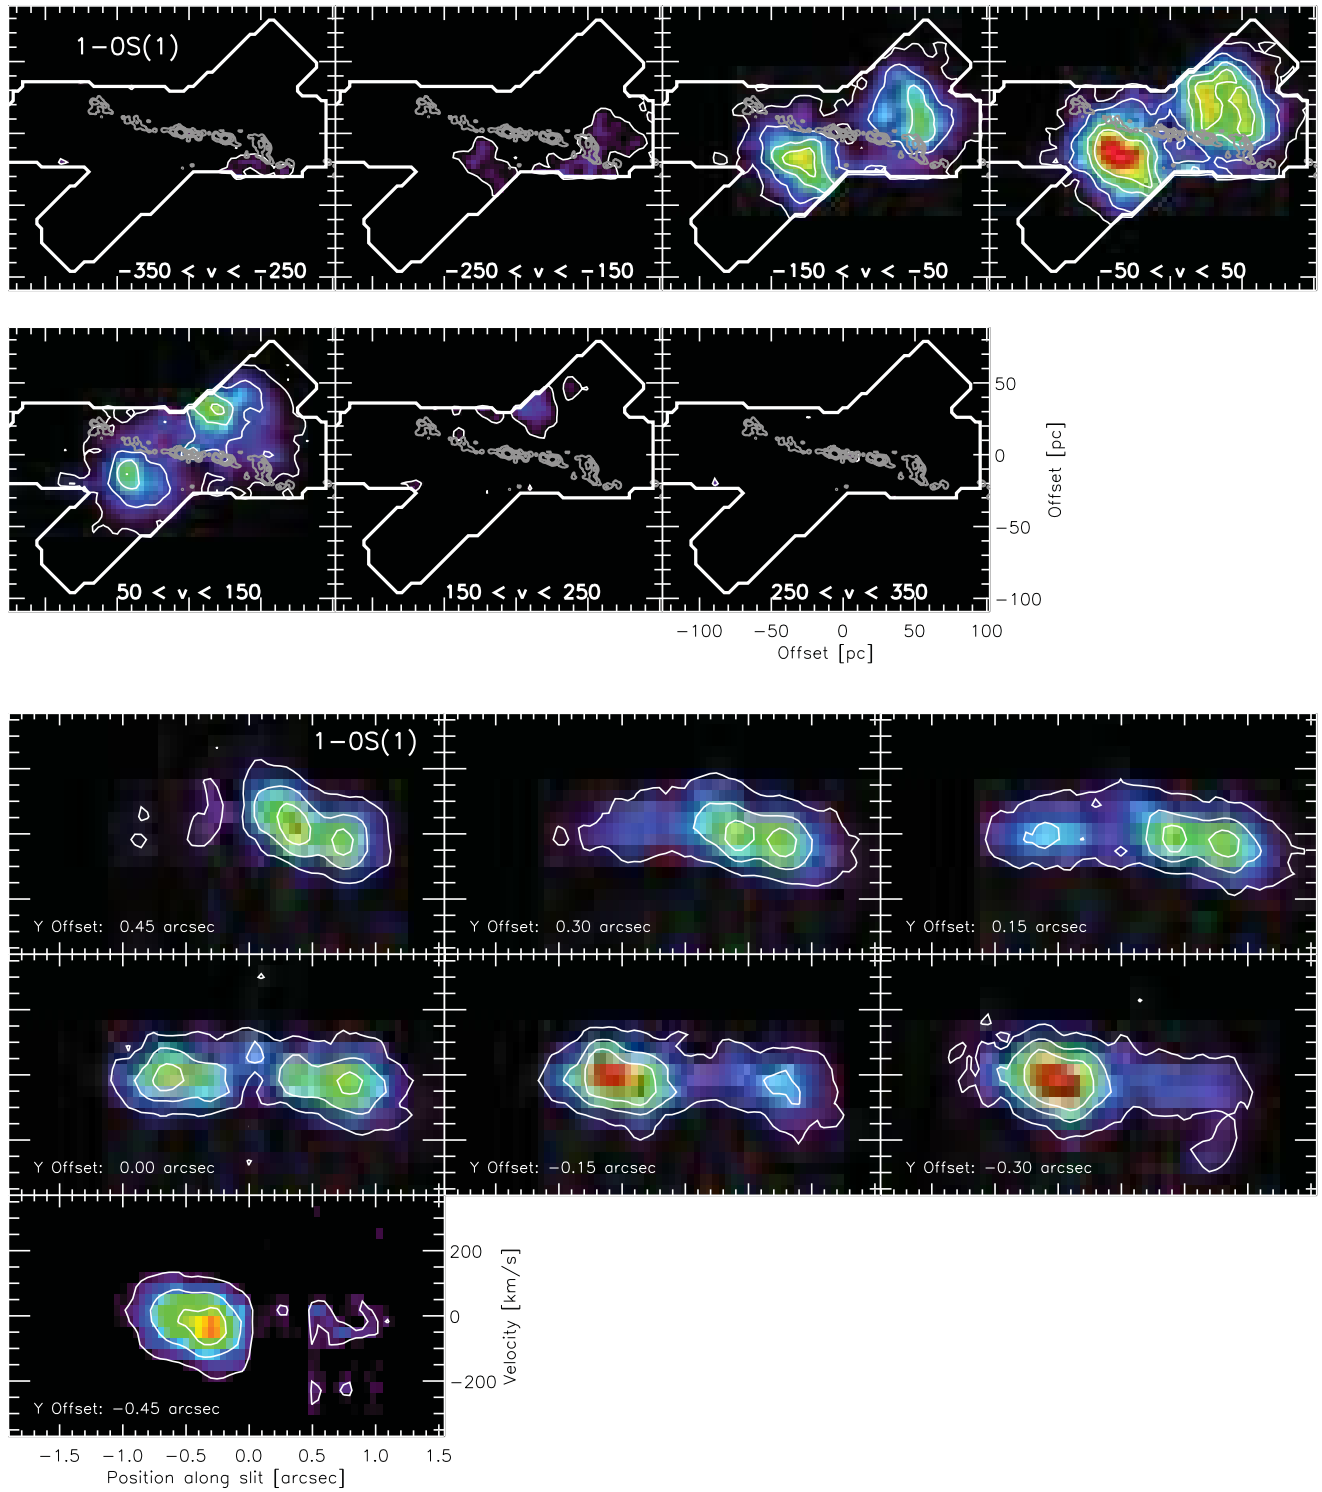 1-0S(1)
-350 < v < -250
-250 < v < -150
-150 < v < -50
-50 < v < 50
50 < v < 150
150 < v < 250
250 < v < 350
50
0
-50
-100
Offset [pc]
-100 -50 0 50 100
Offset [pc]
1-0S(1)
Y Offset: 0.45 arcsec
Y Offset: 0.30 arcsec
Y Offset: 0.15 arcsec
Y Offset: 0.00 arcsec
Y Offset: -0.15 arcsec
Y Offset: -0.30 arcsec
Y Offset: -0.45 arcsec
200
0
-200
Velocity [km/s]
-1.5 -1.0 -0.5 0.0 0.5 1.0 1.5
Position along slit [arcsec]